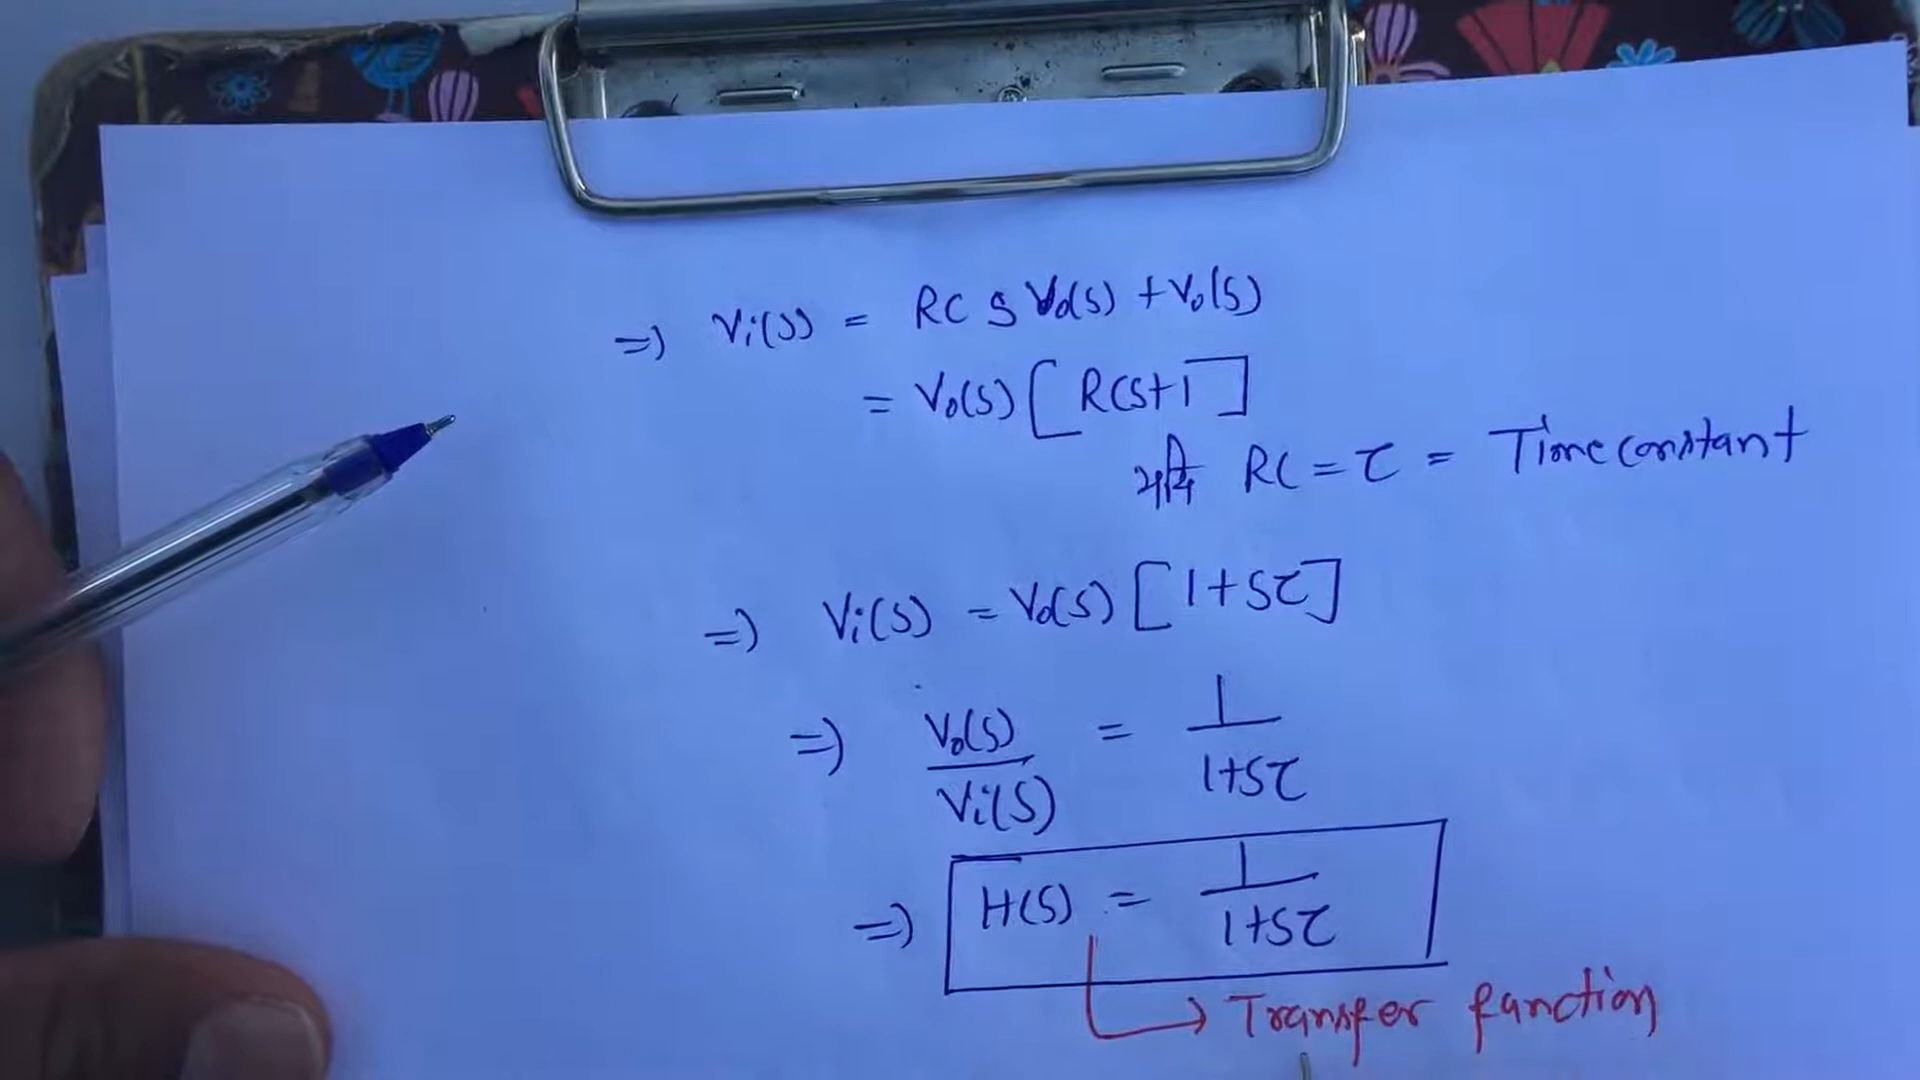 => Vi(s) = RC S Vo(s) + Vo(s)
= Vo(s) [RCS+1]
यदि RC = τ = Time constant
=> Vi(s) = Vo(s) [1+Sτ]
=> Vo(s)/Vi(s) = 1/(1+Sτ)
=> H(S) = 1/(1+Sτ)
→ Transfer function